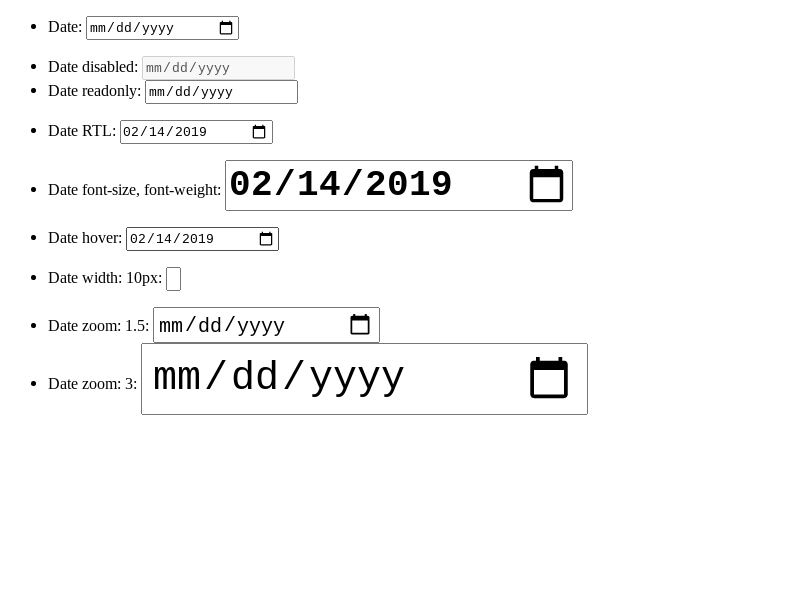 Date: mm/dd/yyyy
Date disabled: mm/dd/yyyy
Date readonly: mm/dd/yyyy
Date RTL: 02/14/2019
Date font-size, font-weight: 02/14/2019
Date hover: 02/14/2019
Date width: 10px:
Date zoom: 1.5: mm/dd/yyyy
Date zoom: 3: mm/dd/yyyy